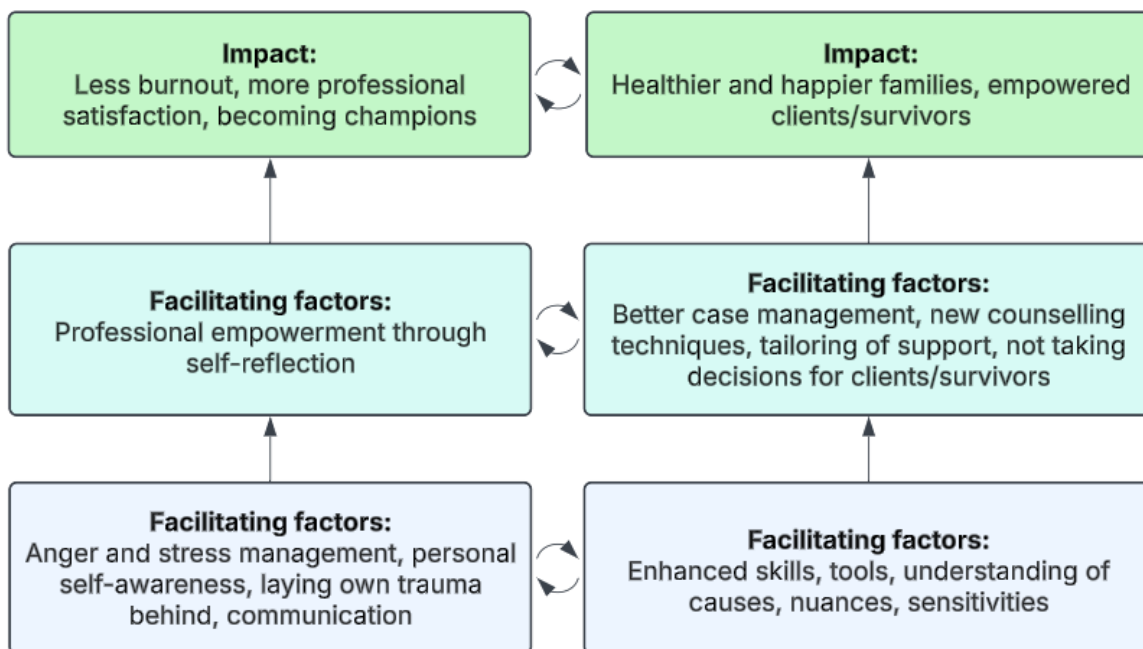 Impact:
Less burnout, more professional
satisfaction, becoming champions
Impact:
Healthier and happier families, empowered
clients/survivors
Facilitating factors:
Professional empowerment through
self-reflection
Facilitating factors:
Better case management, new counselling
techniques, tailoring of support, not taking
decisions for clients/survivors
Facilitating factors:
Anger and stress management, personal
self-awareness, laying own trauma
behind, communication
Facilitating factors:
Enhanced skills, tools, understanding of
causes, nuances, sensitivities